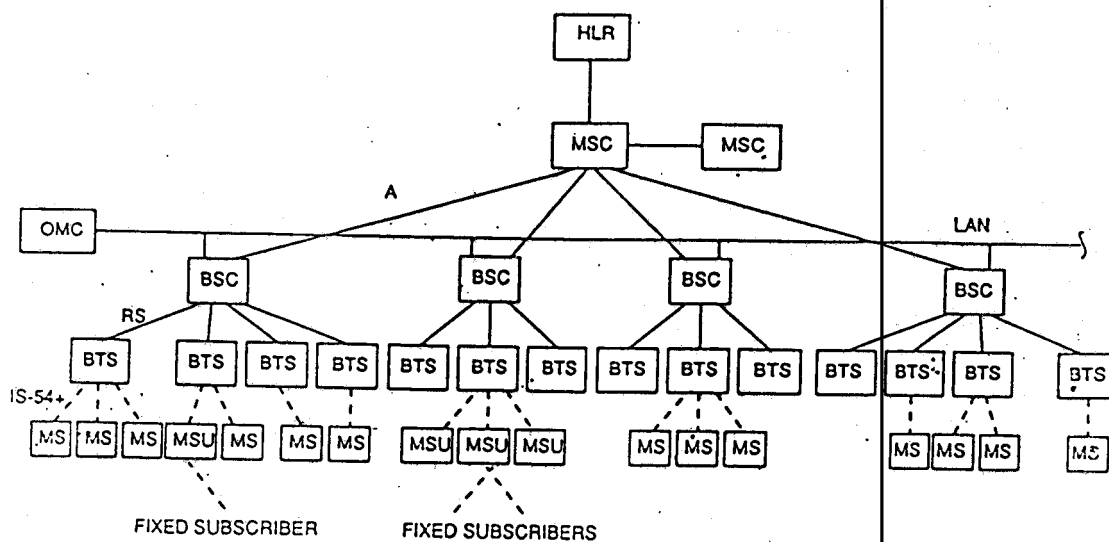 HLR
MSC MSC
A
OMC LAN
BSC BSC BSC BSC
RS
BTS BTS BTS BTS BTS BTS BTS BTS BTS BTS BTS BTS BTS BTS
IS-54+
MS MS MS MSU MS MS MS MSU MSU MSU MS MS MS MS MS MS MS
FIXED SUBSCRIBER FIXED SUBSCRIBERS